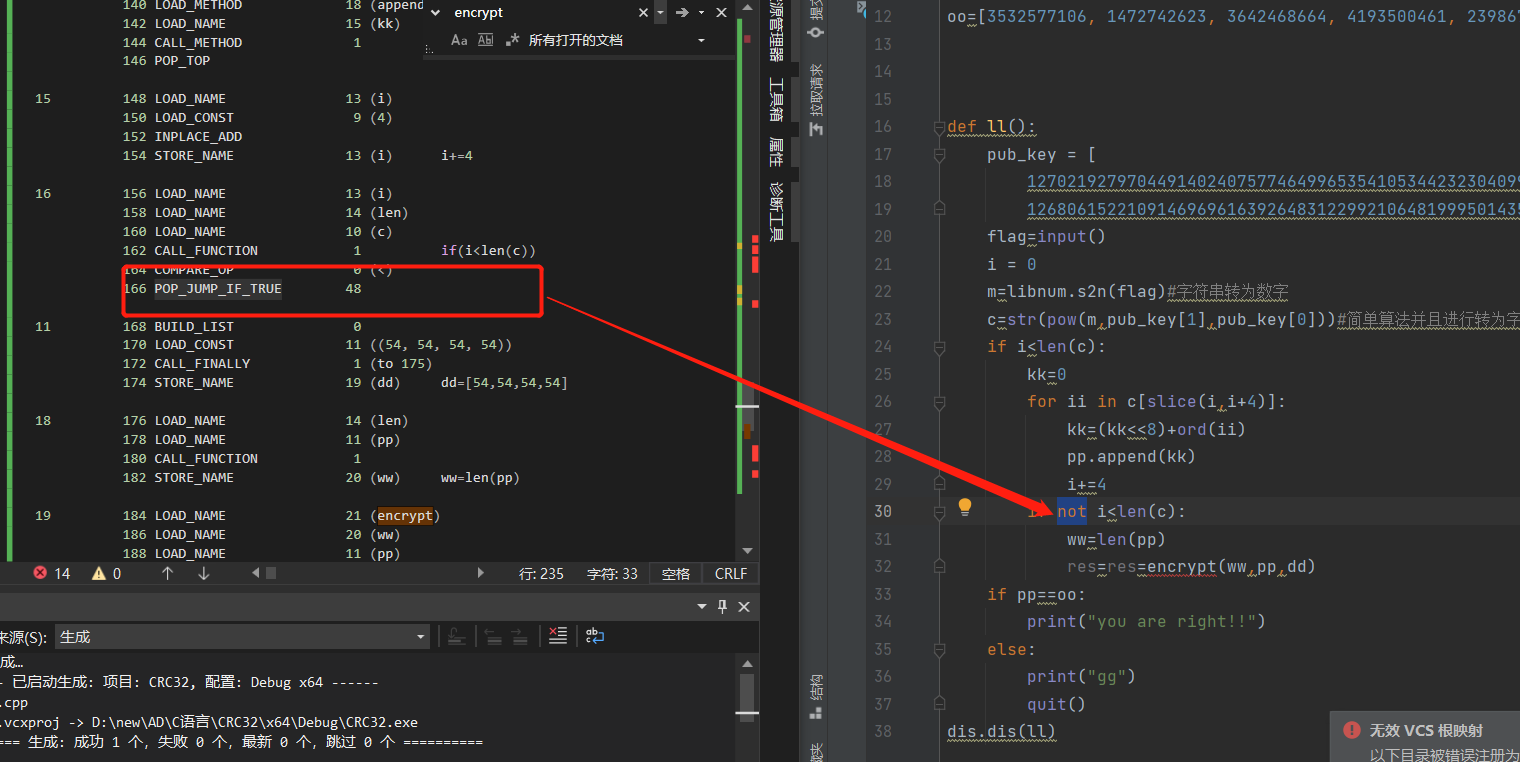 140 LOAD_METHOD 18 (append
142 LOAD_NAME 15 (kk)
144 CALL_METHOD 1
146 POP_TOP
15 148 LOAD_NAME 13 (i)
150 LOAD_CONST 9 (4)
152 INPLACE_ADD
154 STORE_NAME 13 (i) i+=4
16 156 LOAD_NAME 13 (i)
158 LOAD_NAME 14 (len)
160 LOAD_NAME 10 (c)
162 CALL_FUNCTION 1 if(i<len(c))
164 COMPARE_OP 0 (<)
166 POP_JUMP_IF_TRUE 48
11 168 BUILD_LIST 0
170 LOAD_CONST 11 ((54, 54, 54, 54))
172 CALL_FINALLY 1 (to 175)
174 STORE_NAME 19 (dd) dd=[54,54,54,54]
18 176 LOAD_NAME 14 (len)
178 LOAD_NAME 11 (pp)
180 CALL_FUNCTION 1
182 STORE_NAME 20 (ww) ww=len(pp)
19 184 LOAD_NAME 21 (encrypt)
186 LOAD_NAME 20 (ww)
188 LOAD_NAME 11 (pp)
encrypt
Aa Ab .* 所有打开的文档
14 0 行: 235 字符: 33 空格 CRLF
来源(S): 生成
成…
- 已启动生成: 项目: CRC32, 配置: Debug x64 ------
.cpp
.vcxproj -> D:\new\AD\C语言\CRC32\x64\Debug\CRC32.exe
=== 生成: 成功 1 个，失败 0 个，最新 0 个，跳过 0 个 ==========
源管理器
工具箱
属性
诊断工具
提交
拉取请求
结构
12 oo=[3532577106, 1472742623, 3642468664, 4193500461, 23986
13
14
15
16 def ll():
17 pub_key = [
18 12702192797044914024075774649965354105344232304099
19 12680615221091469696163926483122992106481999501435
20 flag=input()
21 i = 0
22 m=libnum.s2n(flag)#字符串转为数字
23 c=str(pow(m,pub_key[1],pub_key[0]))#简单算法并且进行转为字
24 if i<len(c):
25 kk=0
26 for ii in c[slice(i,i+4)]:
27 kk=(kk<<8)+ord(ii)
28 pp.append(kk)
29 i+=4
30 if not i<len(c):
31 ww=len(pp)
32 res=res=encrypt(ww,pp,dd)
33 if pp==oo:
34 print("you are right!!")
35 else:
36 print("gg")
37 quit()
38 dis.dis(ll)
无效 VCS 根映射
以下目录被错误注册为